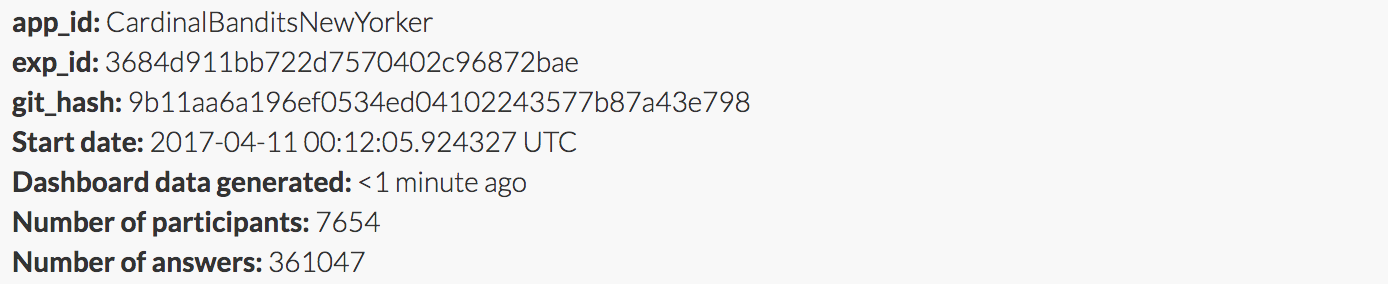 app_id: CardinalBanditsNewYorker
exp_id: 3684d911bb722d7570402c96872bae
git_hash: 9b11aa6a196ef0534ed04102243577b87a43e798
Start date: 2017-04-11 00:12:05.924327 UTC
Dashboard data generated: <1 minute ago
Number of participants: 7654
Number of answers: 361047